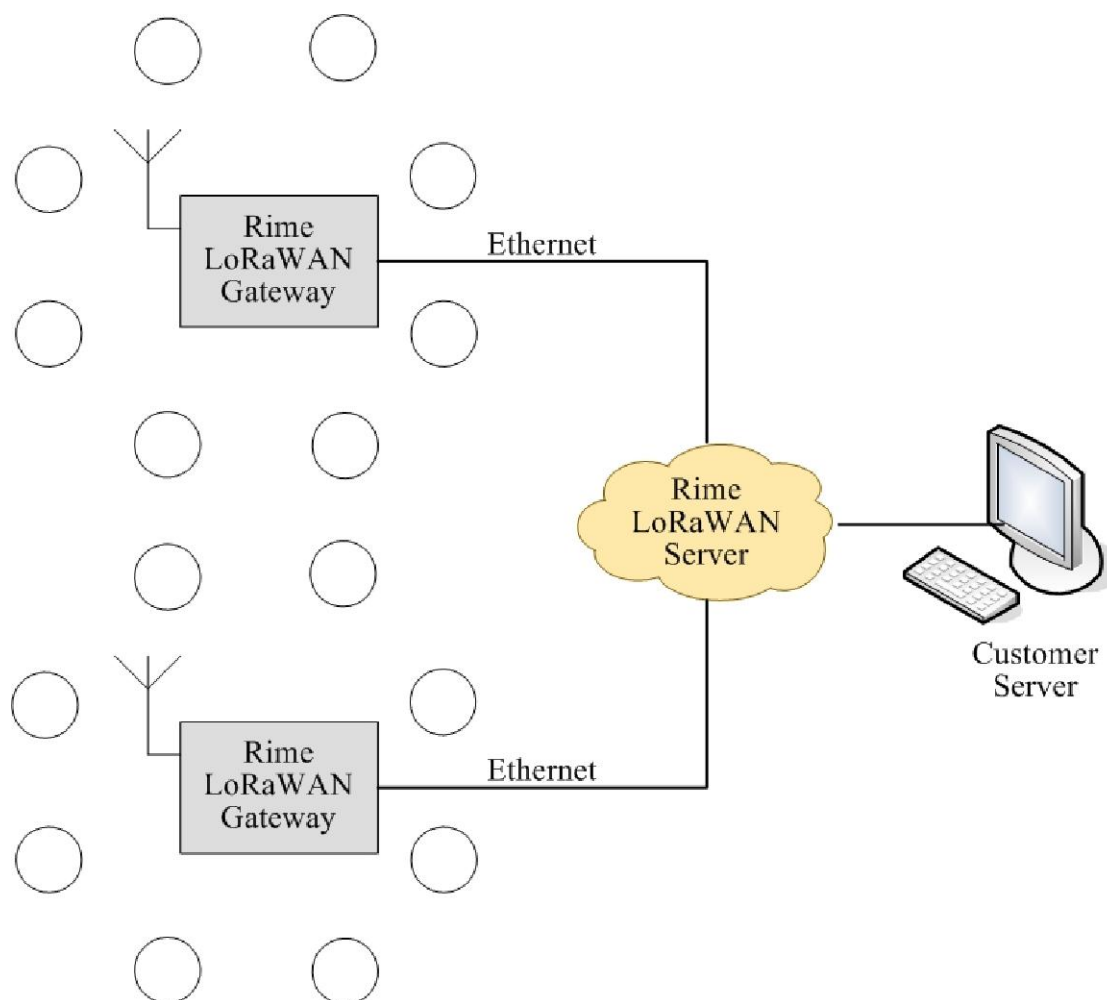 Rime
LoRaWAN
Gateway
Ethernet
Rime
LoRaWAN
Server
Customer
Server
Rime
LoRaWAN
Gateway
Ethernet